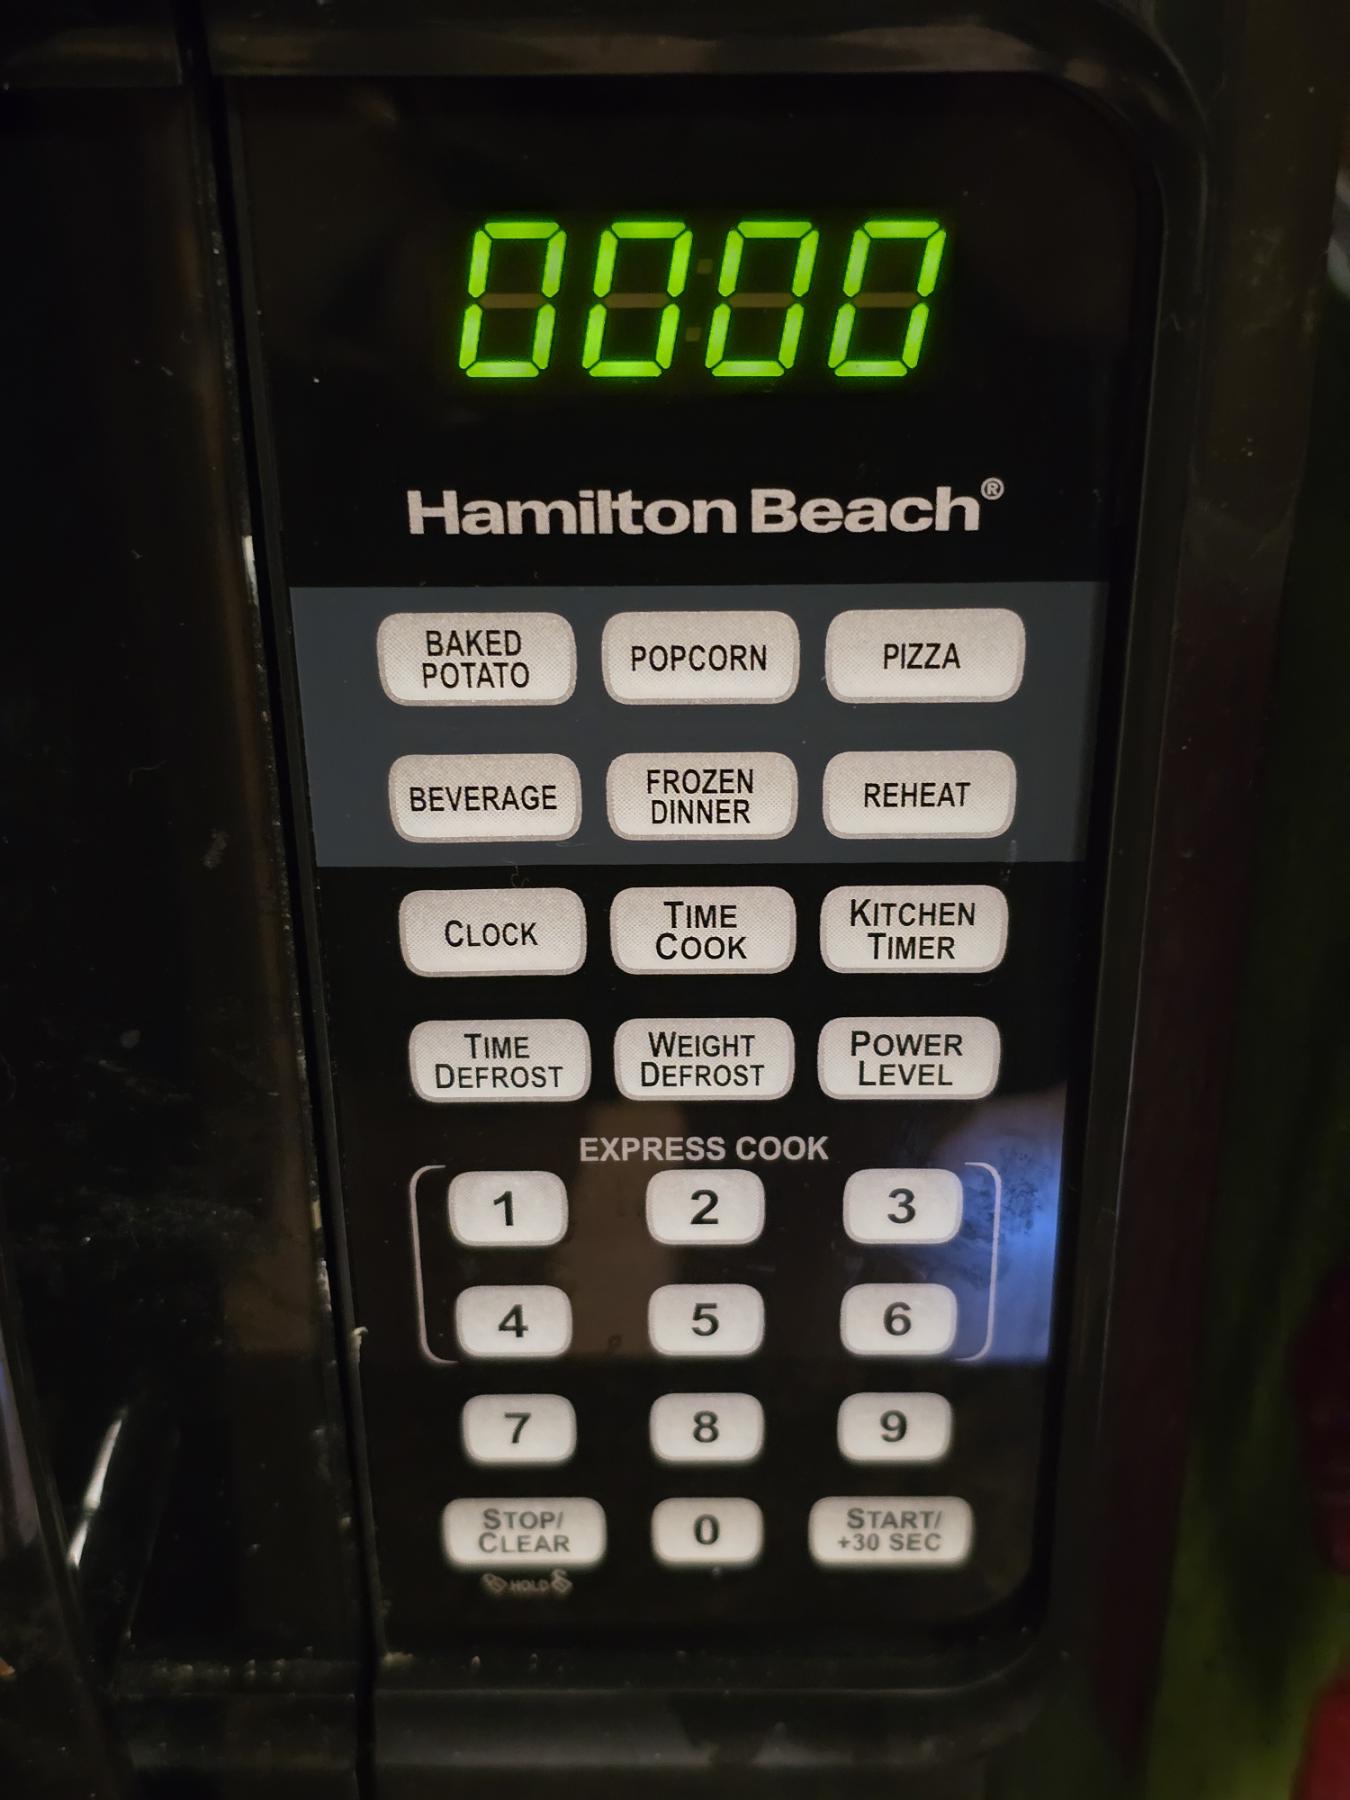 0000
Hamilton Beach®
BAKED
POTATO
POPCORN
PIZZA
BEVERAGE
FROZEN
DINNER
REHEAT
CLOCK
TIME
COOK
KITCHEN
TIMER
TIME
DEFROST
WEIGHT
DEFROST
POWER
LEVEL
EXPRESS COOK
1
2
3
4
5
6
7
8
9
STOP/
CLEAR
0
START/
+30 SEC
HOLD